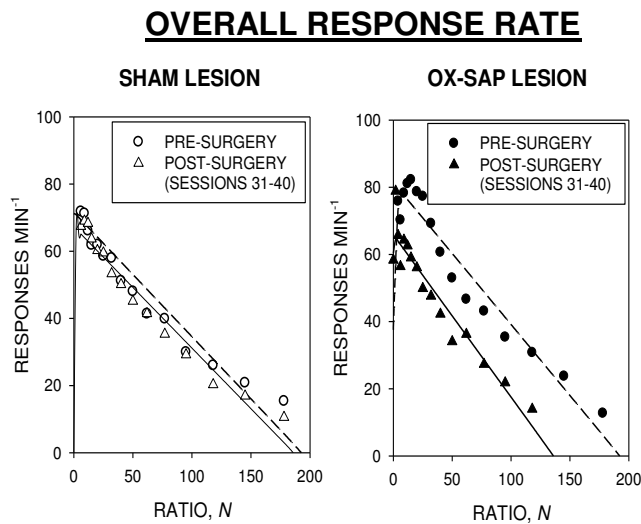 OVERALL RESPONSE RATE
SHAM LESION
RESPONSES MIN⁻¹
100
80
60
40
20
0
PRE-SURGERY
POST-SURGERY
(SESSIONS 31-40)
0 50 100 150 200
RATIO, N
OX-SAP LESION
RESPONSES MIN⁻¹
100
80
60
40
20
0
PRE-SURGERY
POST-SURGERY
(SESSIONS 31-40)
0 50 100 150 200
RATIO, N